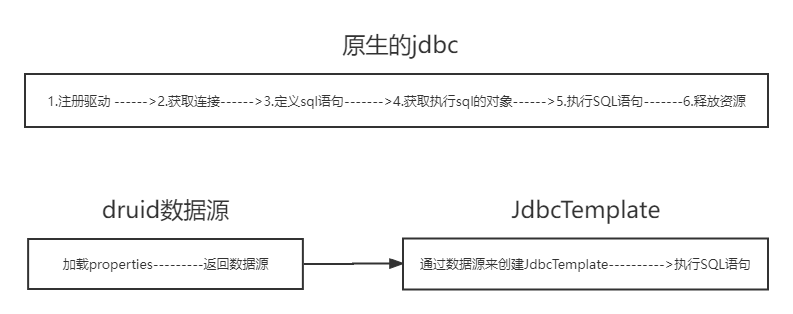 原生的jdbc
1.注册驱动 ------>2.获取连接------>3.定义sql语句------->4.获取执行sql的对象------>5.执行SQL语句-------6.释放资源
druid数据源
JdbcTemplate
加载properties---------返回数据源
通过数据源来创建JdbcTemplate---------->执行SQL语句